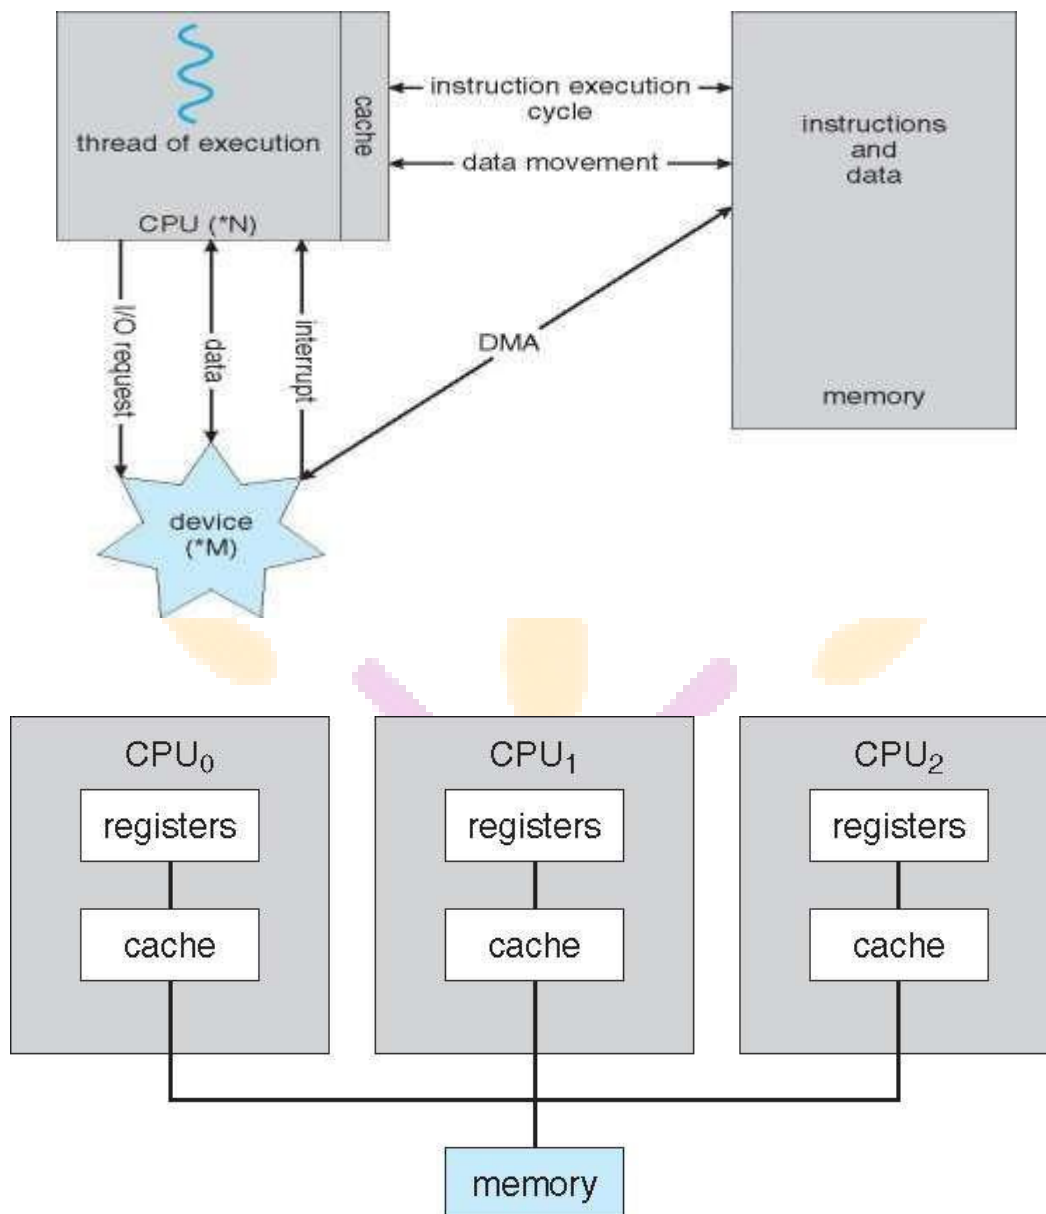 thread of execution
CPU (*N)
cache
instruction execution
cycle
data movement
instructions
and
data
memory
I/O request
data
interrupt
DMA
device
(*M)
CPU0
registers
cache
CPU1
registers
cache
CPU2
registers
cache
memory